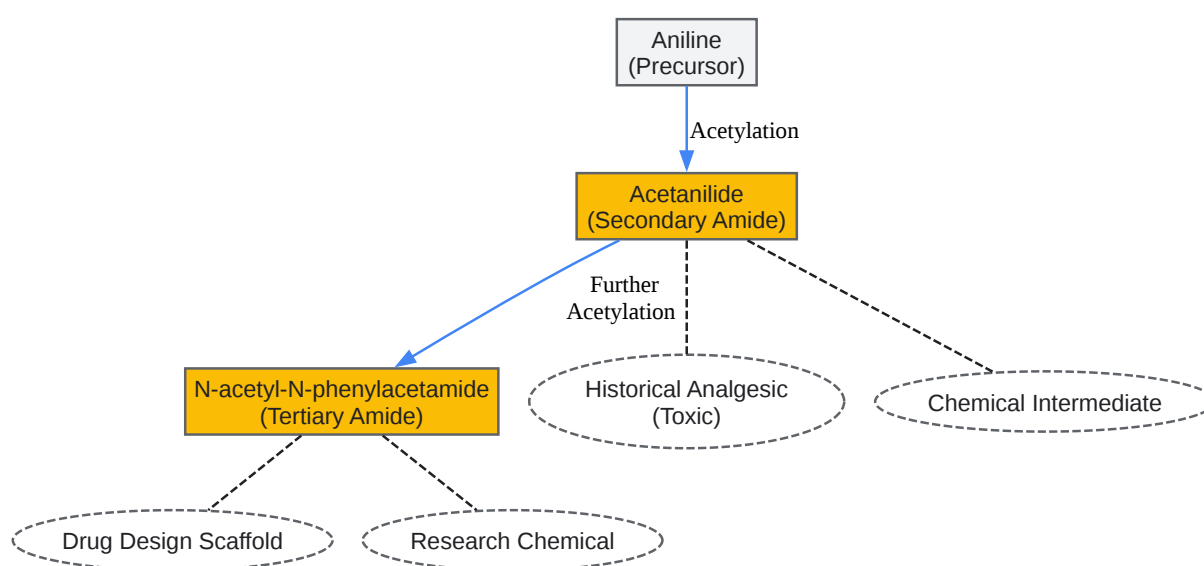 Aniline
(Precursor)
Acetylation
Acetanilide
(Secondary Amide)
Further
Acetylation
N-acetyl-N-phenylacetamide
(Tertiary Amide)
Historical Analgesic
(Toxic)
Chemical Intermediate
Drug Design Scaffold
Research Chemical